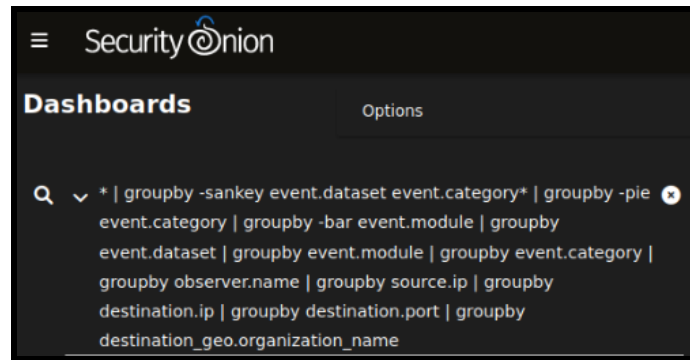 Security Onion
Dashboards
Options
* | groupby -sankey event.dataset event.category* | groupby -pie
event.category | groupby -bar event.module | groupby
event.dataset | groupby event.module | groupby event.category |
groupby observer.name | groupby source.ip | groupby
destination.ip | groupby destination.port | groupby
destination_geo.organization_name